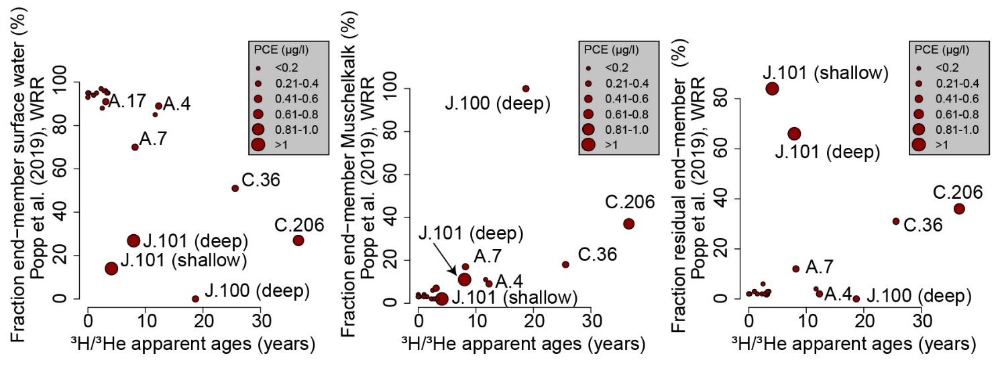 Fraction end−member surface water (%)
Popp et al. (2019), WRR
0
20
40
60
80
100
0
10
20
30
³H/³He apparent ages (years)
PCE (µg/l)
<0.2
0.21-0.4
0.41-0.6
0.61-0.8
0.81-1.0
>1
A.17
A.4
A.7
C.36
C.206
J.101 (deep)
J.101 (shallow)
J.100 (deep)
Fraction end−member Muschelkalk (%)
Popp et al. (2019), WRR
0
20
40
60
80
100
0
10
20
30
³H/³He apparent ages (years)
PCE (µg/l)
<0.2
0.21-0.4
0.41-0.6
0.61-0.8
0.81-1.0
>1
J.100 (deep)
C.206
J.101 (deep)
A.7
C.36
A.4
J.101 (shallow)
Fraction residual end−member (%)
Popp et al. (2019), WRR
0
20
40
60
80
0
10
20
30
³H/³He apparent ages (years)
PCE (µg/l)
<0.2
0.21-0.4
0.41-0.6
0.61-0.8
0.81-1.0
>1
J.101 (shallow)
J.101 (deep)
C.206
C.36
A.7
A.4
J.100 (deep)